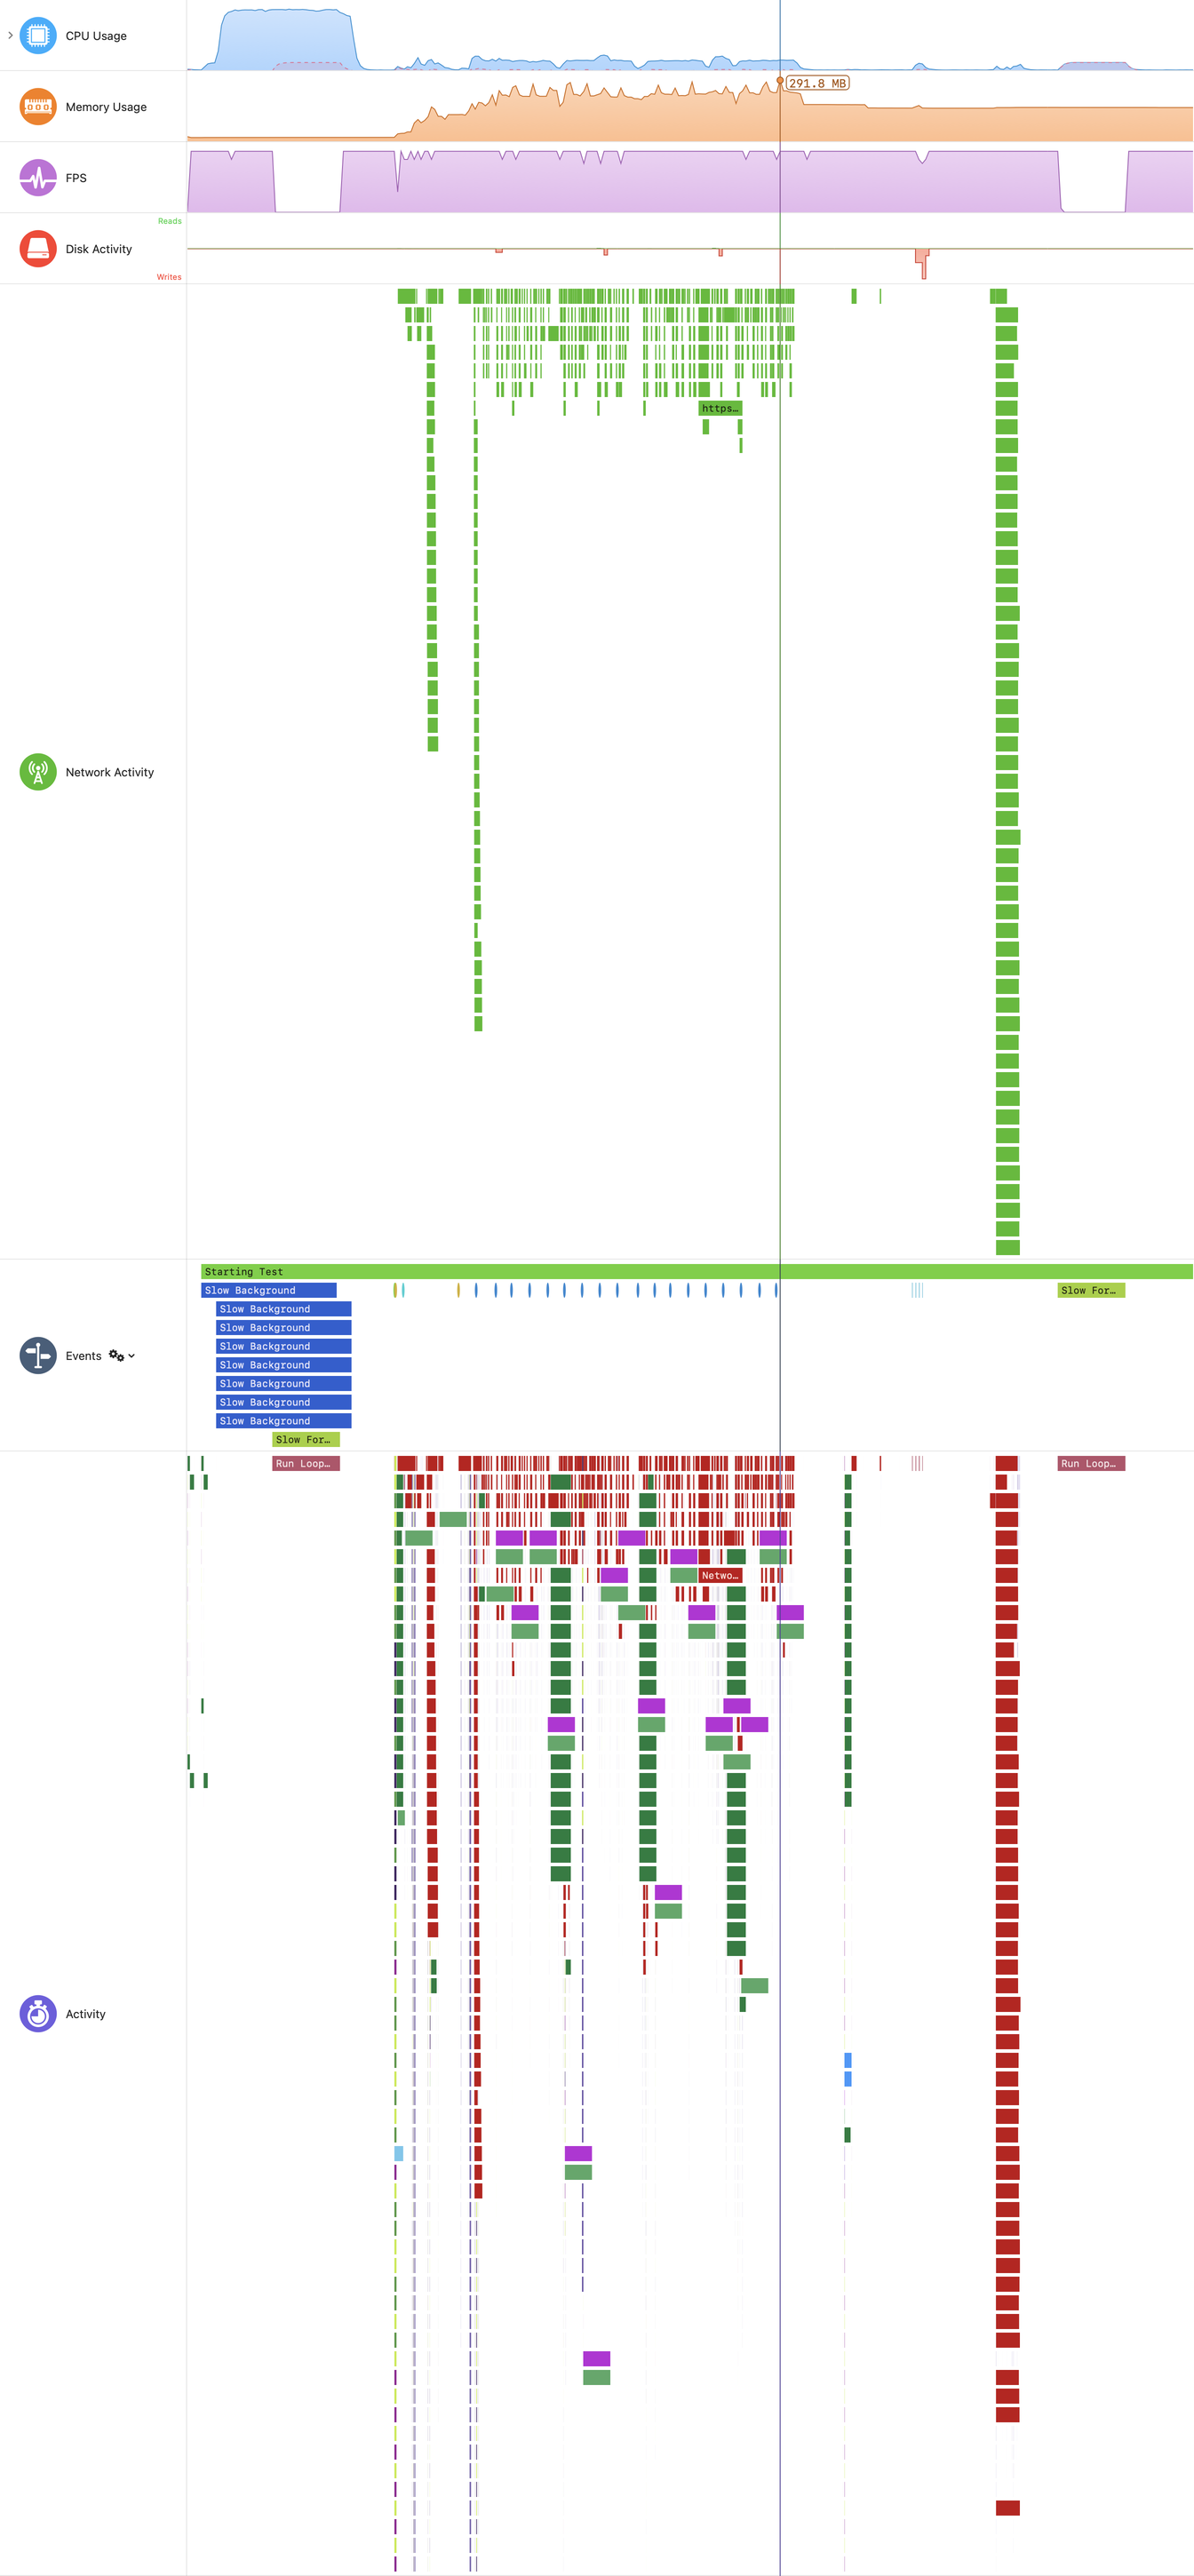 CPU Usage
Memory Usage
291.8 MB
FPS
Reads
Disk Activity
Writes
https…
Network Activity
Starting Test
Slow Background
Slow For…
Slow Background
Slow Background
Slow Background
Slow Background
Events
Slow Background
Slow Background
Slow Background
Slow For…
Run Loop…
Run Loop…
Netwo…
Activity